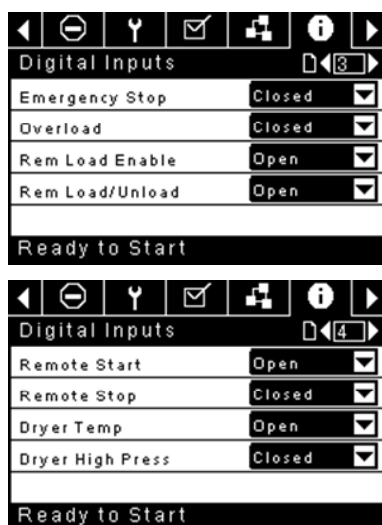 Digital Inputs 3
Emergency Stop Closed
Overload Closed
Rem Load Enable Open
Rem Load/Unload Open
Ready to Start
Digital Inputs 4
Remote Start Open
Remote Stop Closed
Dryer Temp Open
Dryer High Press Closed
Ready to Start